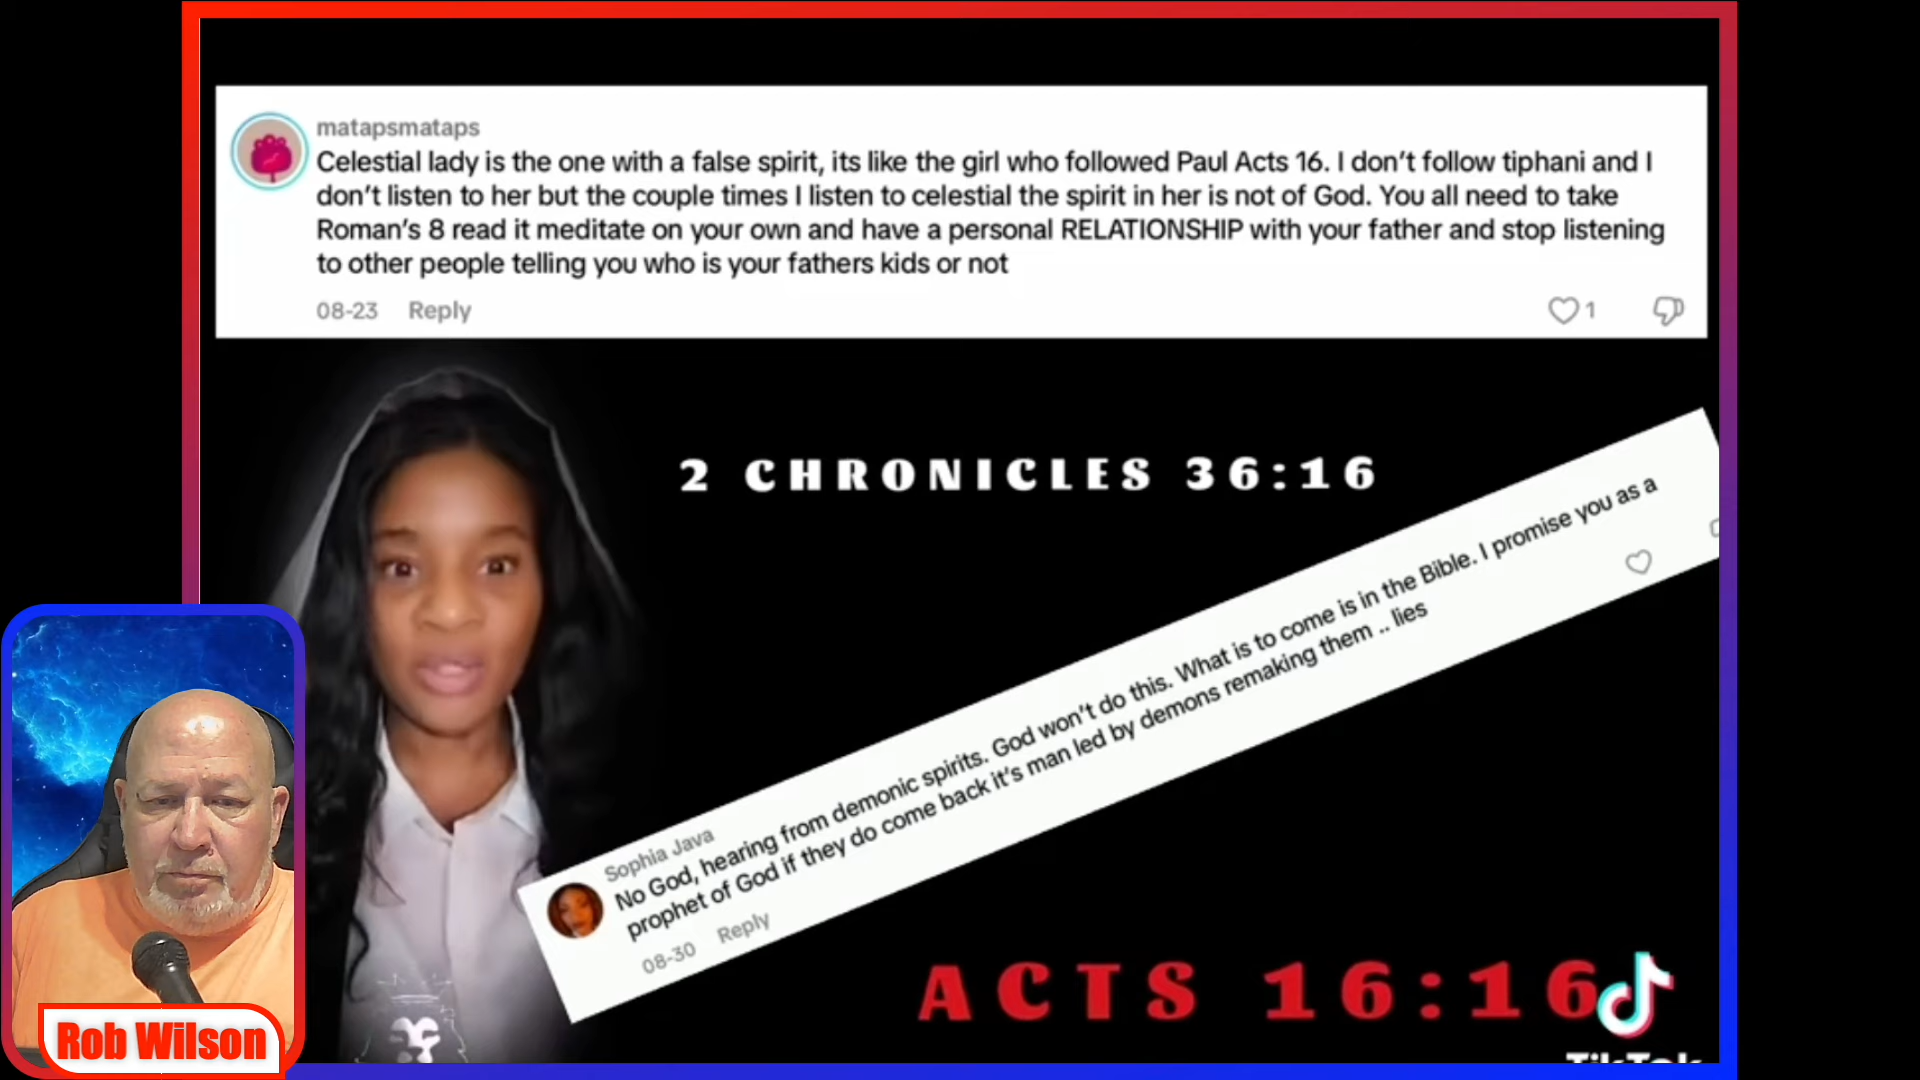 matapsmataps
Celestial lady is the one with a false spirit, its like the girl who followed Paul Acts 16. I don't follow tiphani and I
don't listen to her but the couple times I listen to celestial the spirit in her is not of God. You all need to take
Roman's 8 read it meditate on your own and have a personal RELATIONSHIP with your father and stop listening
to other people telling you who is your fathers kids or not
08-23 Reply
1
2 CHRONICLES 36:16
Sophia Java
No God, hearing from demonic spirits. God won't do this. What is to come is in the Bible. I promise you as a
prophet of God if they do come back it's man led by demons remaking them .. lies
08-30 Reply
ACTS 16:16
TikTok
Rob Wilson